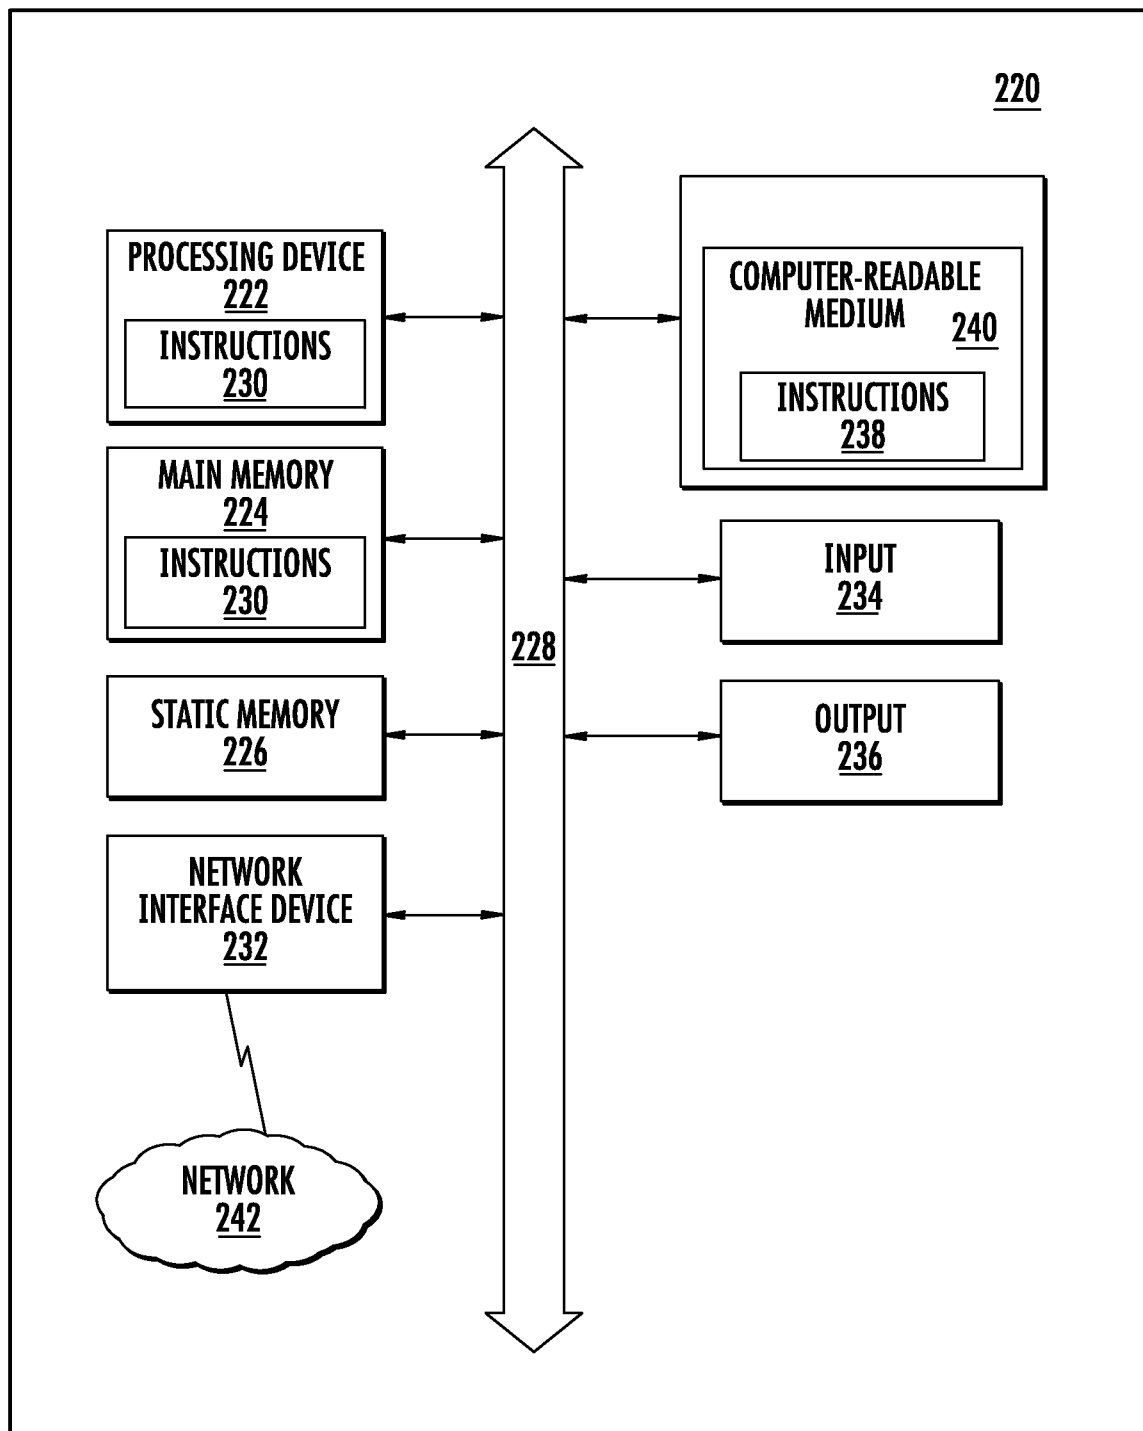 220
PROCESSING DEVICE
222
INSTRUCTIONS
230
MAIN MEMORY
224
INSTRUCTIONS
230
STATIC MEMORY
226
NETWORK
INTERFACE DEVICE
232
NETWORK
242
228
COMPUTER-READABLE
MEDIUM
240
INSTRUCTIONS
238
INPUT
234
OUTPUT
236